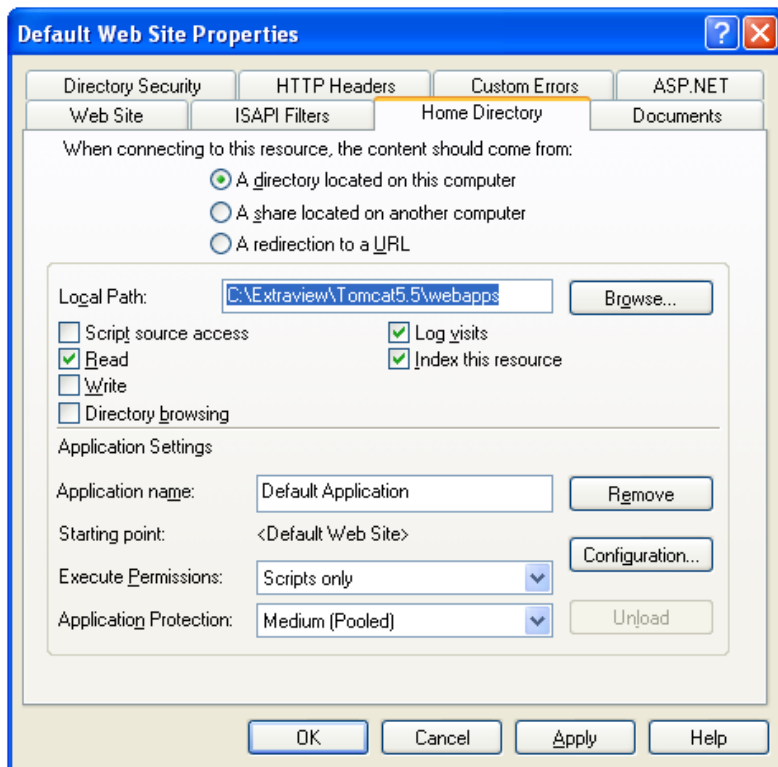 Default Web Site Properties
Directory Security HTTP Headers Custom Errors ASP.NET
Web Site ISAPI Filters Home Directory Documents
When connecting to this resource, the content should come from:
A directory located on this computer
A share located on another computer
A redirection to a URL
Local Path: C:\Extraview\Tomcat5.5\webapps Browse...
Script source access Log visits
Read Index this resource
Write
Directory browsing
Application Settings
Application name: Default Application Remove
Starting point: <Default Web Site>
Configuration...
Execute Permissions: Scripts only
Application Protection: Medium (Pooled) Unload
OK Cancel Apply Help